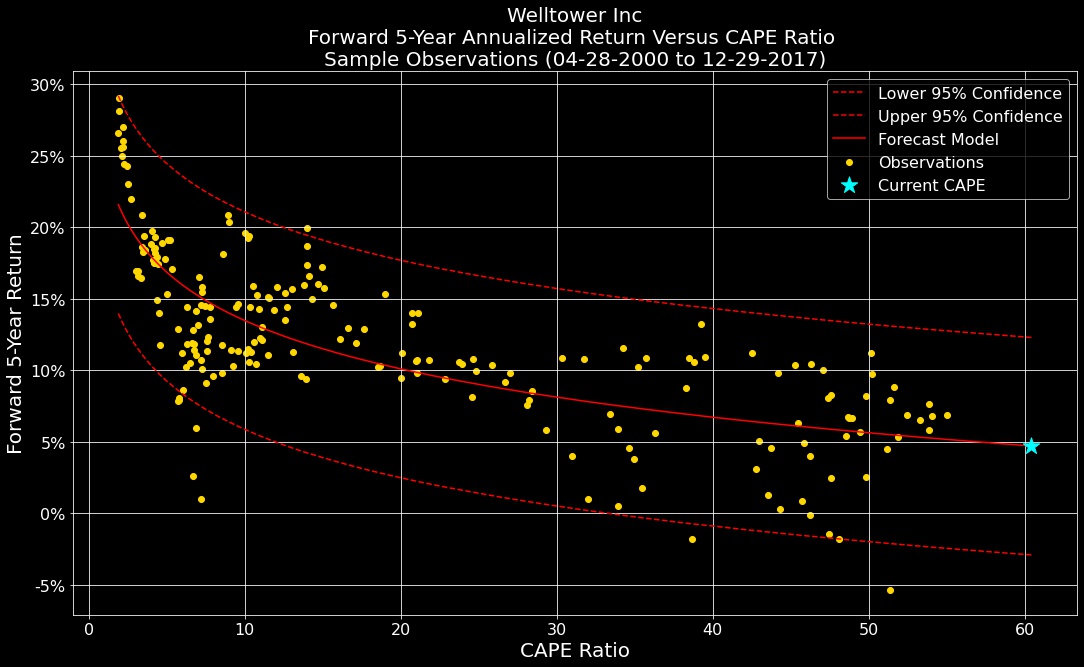 Welltower Inc
Forward 5-Year Annualized Return Versus CAPE Ratio
Sample Observations (04-28-2000 to 12-29-2017)
Lower 95% Confidence
Upper 95% Confidence
Forecast Model
Observations
Current CAPE
Forward 5-Year Return
30%
25%
20%
15%
10%
5%
0%
-5%
0 10 20 30 40 50 60
CAPE Ratio